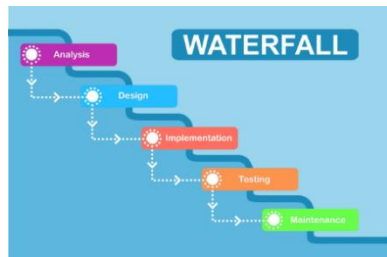 WATERFALL
Analysis
Design
Implementation
Testing
Maintenance